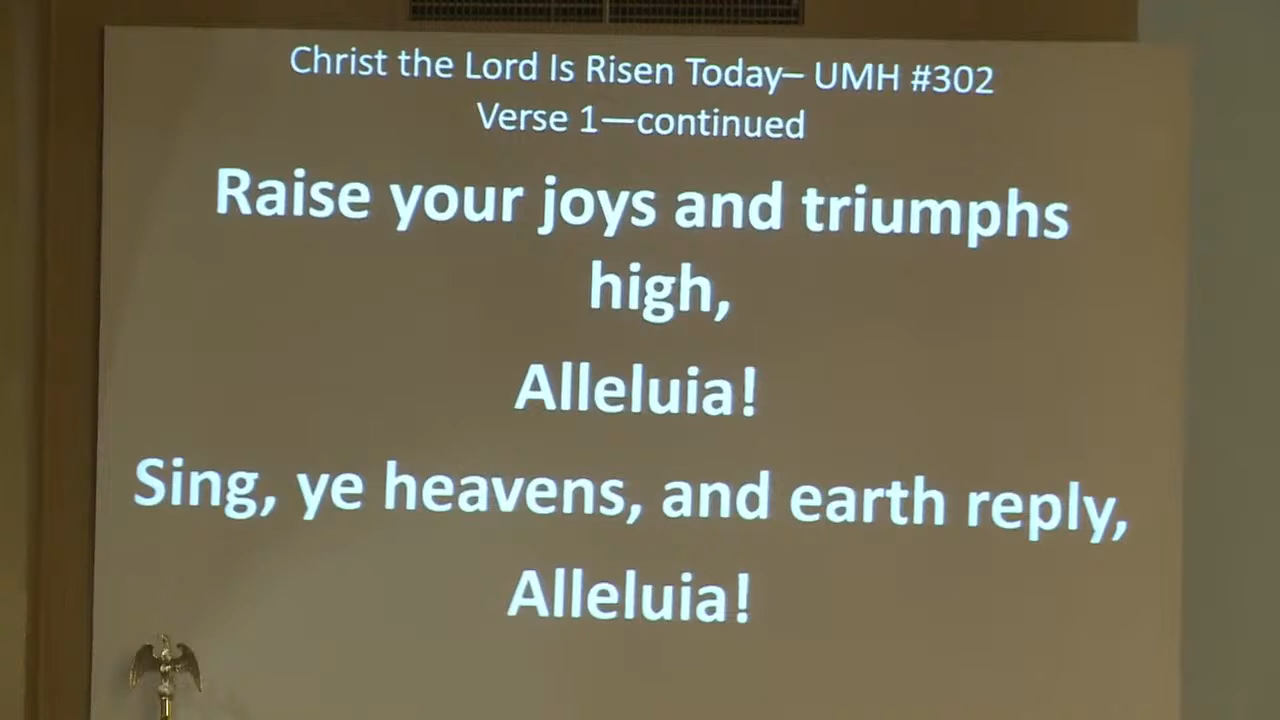 Christ the Lord Is Risen Today– UMH #302
Verse 1—continued
Raise your joys and triumphs
high,
Alleluia!
Sing, ye heavens, and earth reply,
Alleluia!